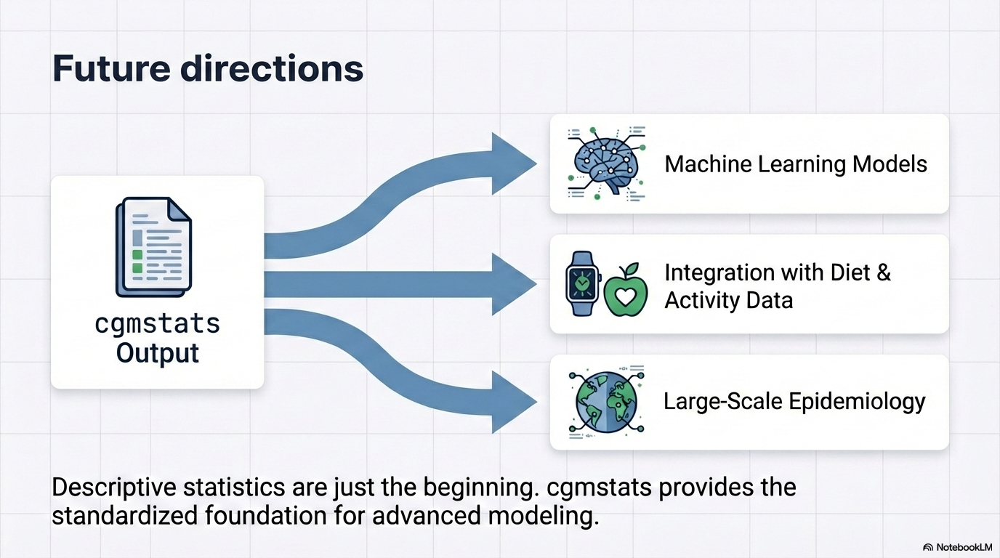 Future directions
cgmstats
Output
Machine Learning Models
Integration with Diet &
Activity Data
Large-Scale Epidemiology
Descriptive statistics are just the beginning. cgmstats provides the
standardized foundation for advanced modeling.
NotebookLM